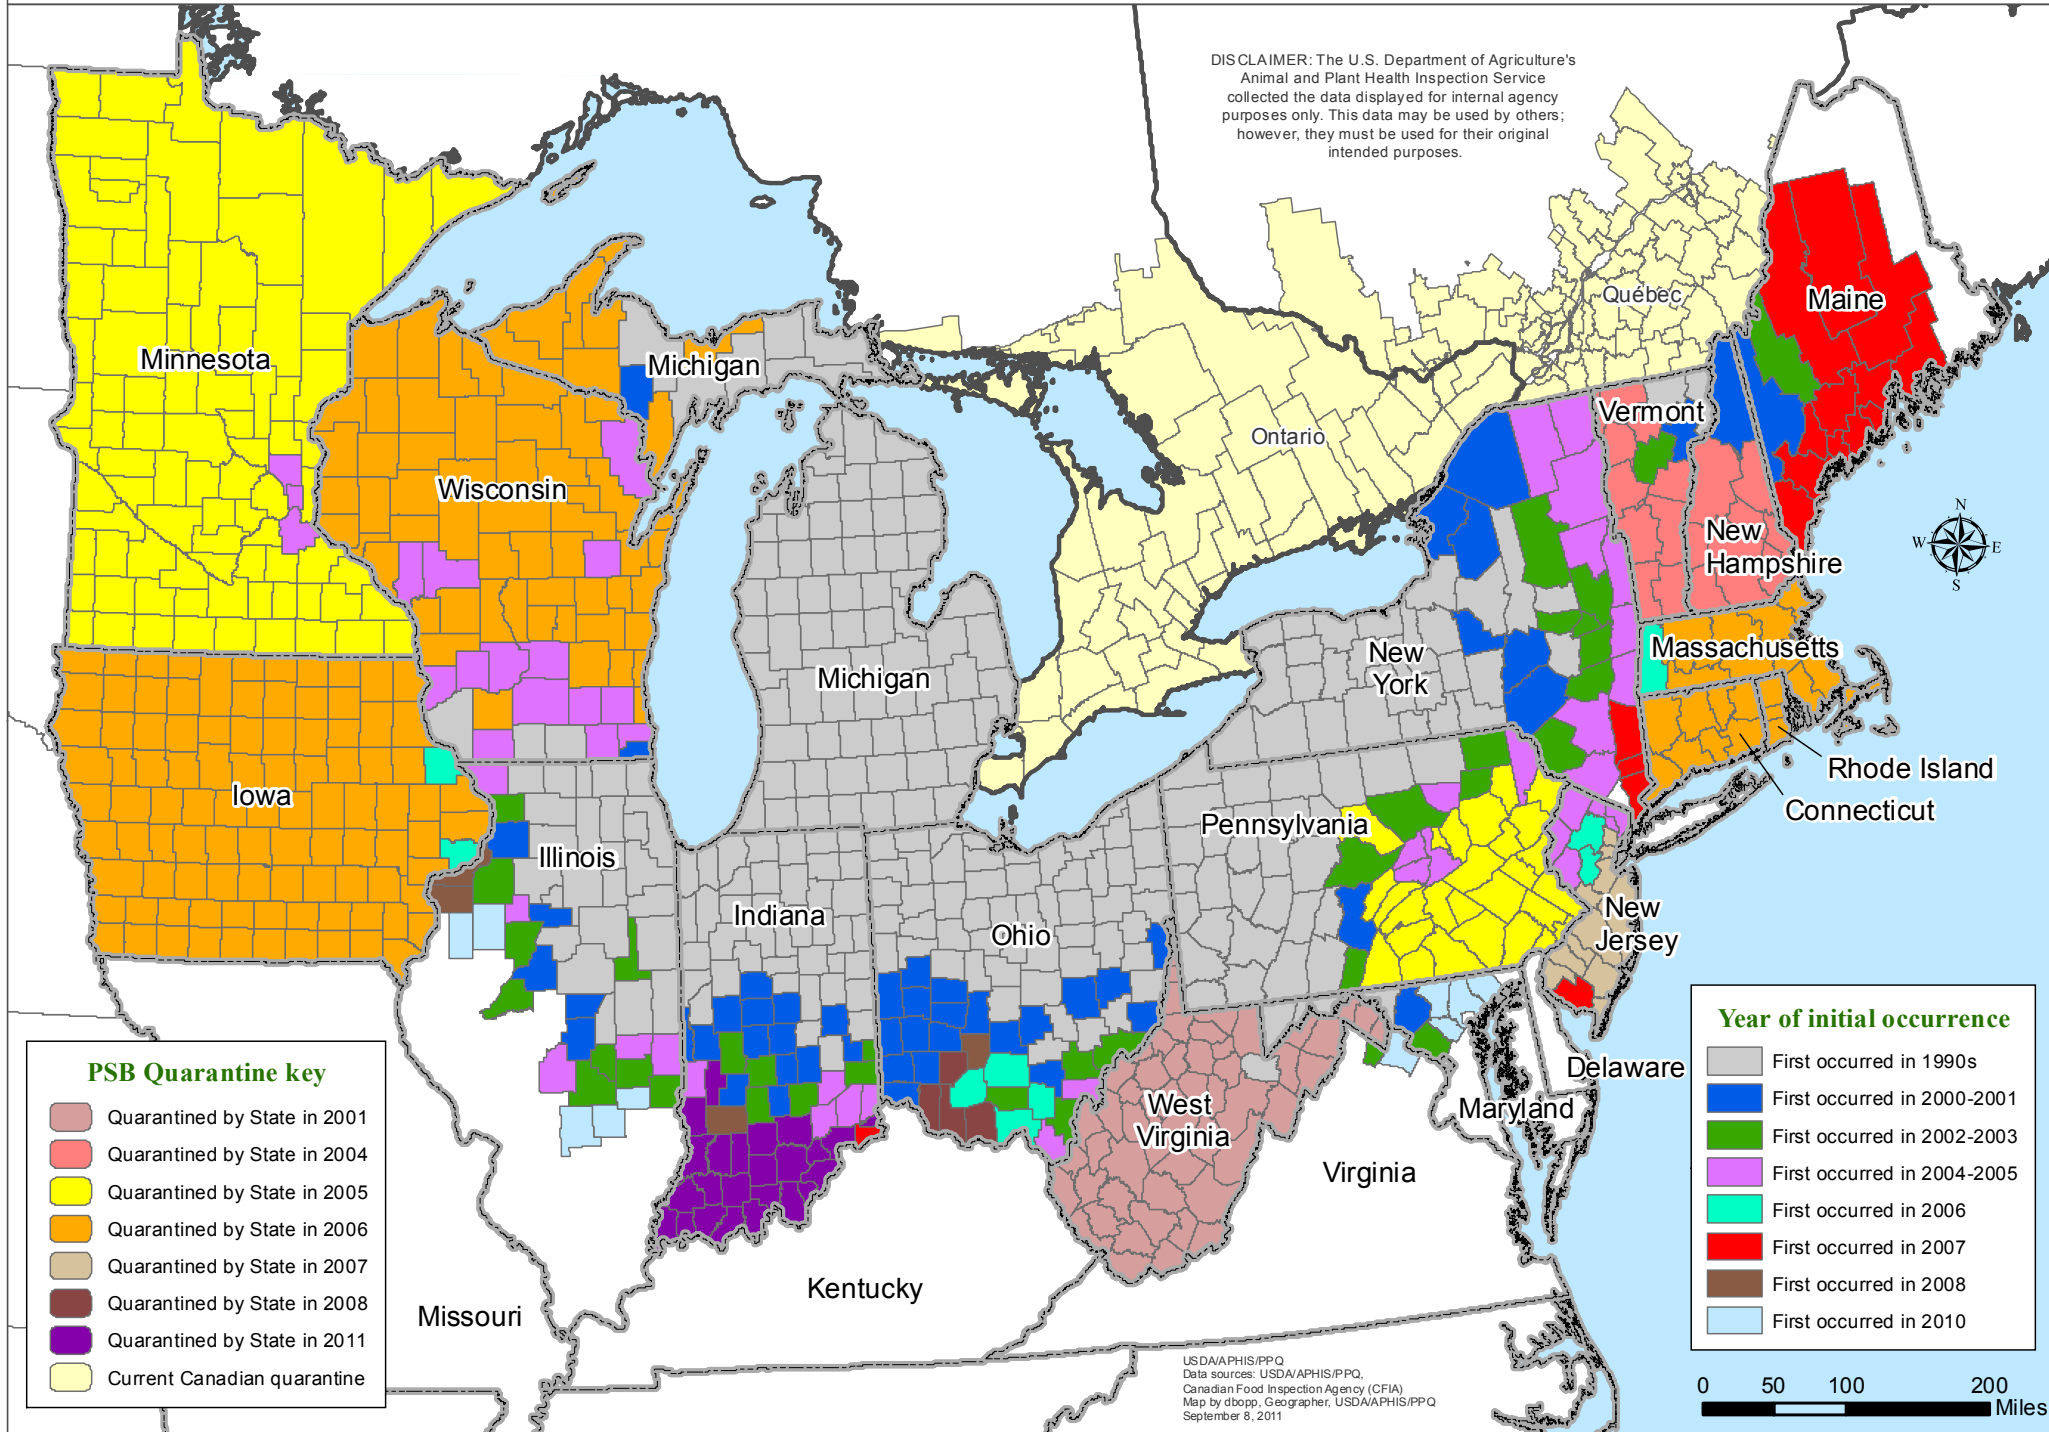 DISCLAIMER: The U.S. Department of Agriculture's
Animal and Plant Health Inspection Service
collected the data displayed for internal agency
purposes only. This data may be used by others;
however, they must be used for their original
intended purposes.
Québec
Maine
Minnesota
Michigan
Vermont
Ontario
Wisconsin
New
Hampshire
N
W
E
S
Massachusetts
New
York
Michigan
Rhode Island
Connecticut
Iowa
Pennsylvania
Illinois
Indiana
Ohio
New
Jersey
Delaware
Maryland
West
Virginia
Virginia
Kentucky
Missouri
PSB Quarantine key
Quarantined by State in 2001
Quarantined by State in 2004
Quarantined by State in 2005
Quarantined by State in 2006
Quarantined by State in 2007
Quarantined by State in 2008
Quarantined by State in 2011
Current Canadian quarantine
Year of initial occurrence
First occurred in 1990s
First occurred in 2000-2001
First occurred in 2002-2003
First occurred in 2004-2005
First occurred in 2006
First occurred in 2007
First occurred in 2008
First occurred in 2010
USDA/APHIS/PPQ
Data sources: USDA/APHIS/PPQ,
Canadian Food Inspection Agency (CFIA)
Map by dbopp, Geographer, USDA/APHIS/PPQ
September 8, 2011
0 50 100 200
Miles